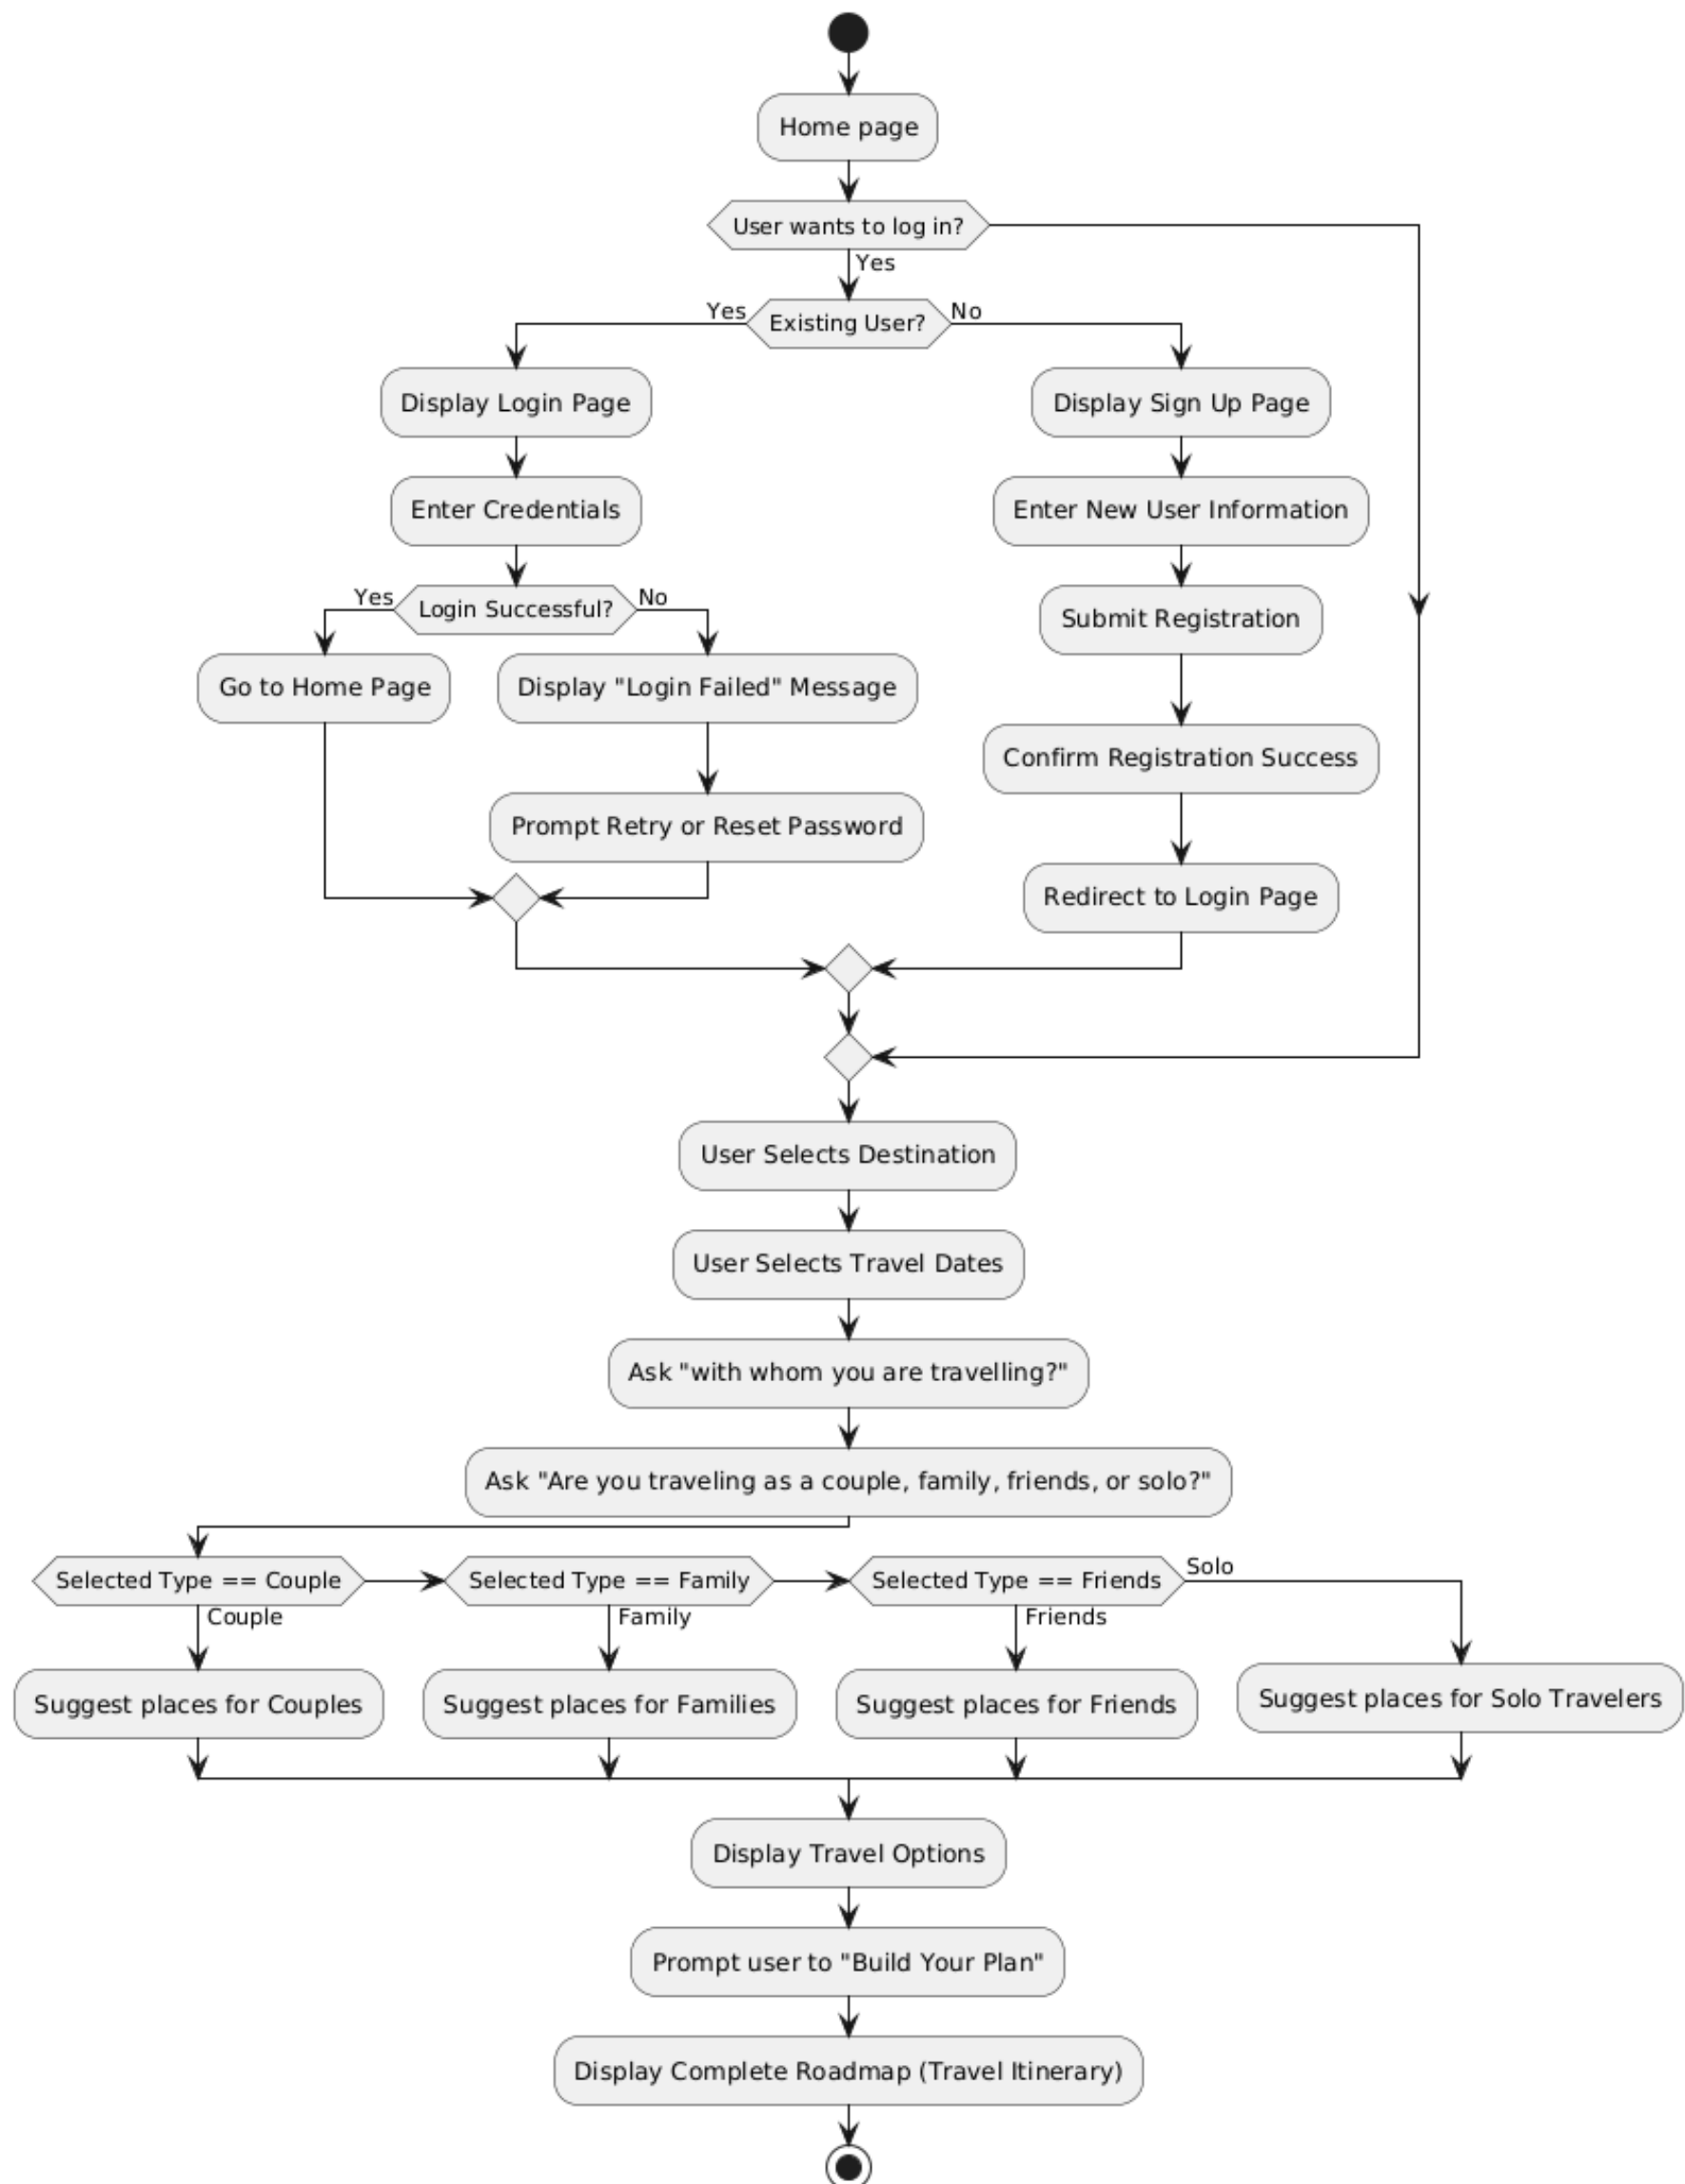 Home page
User wants to log in?
Yes
Yes
Existing User?
No
Display Login Page
Display Sign Up Page
Enter Credentials
Enter New User Information
Yes
Login Successful?
No
Submit Registration
Go to Home Page
Display "Login Failed" Message
Confirm Registration Success
Prompt Retry or Reset Password
Redirect to Login Page
User Selects Destination
User Selects Travel Dates
Ask "with whom you are travelling?"
Ask "Are you traveling as a couple, family, friends, or solo?"
Selected Type == Couple
Selected Type == Family
Selected Type == Friends
Solo
Couple
Family
Friends
Suggest places for Couples
Suggest places for Families
Suggest places for Friends
Suggest places for Solo Travelers
Display Travel Options
Prompt user to "Build Your Plan"
Display Complete Roadmap (Travel Itinerary)